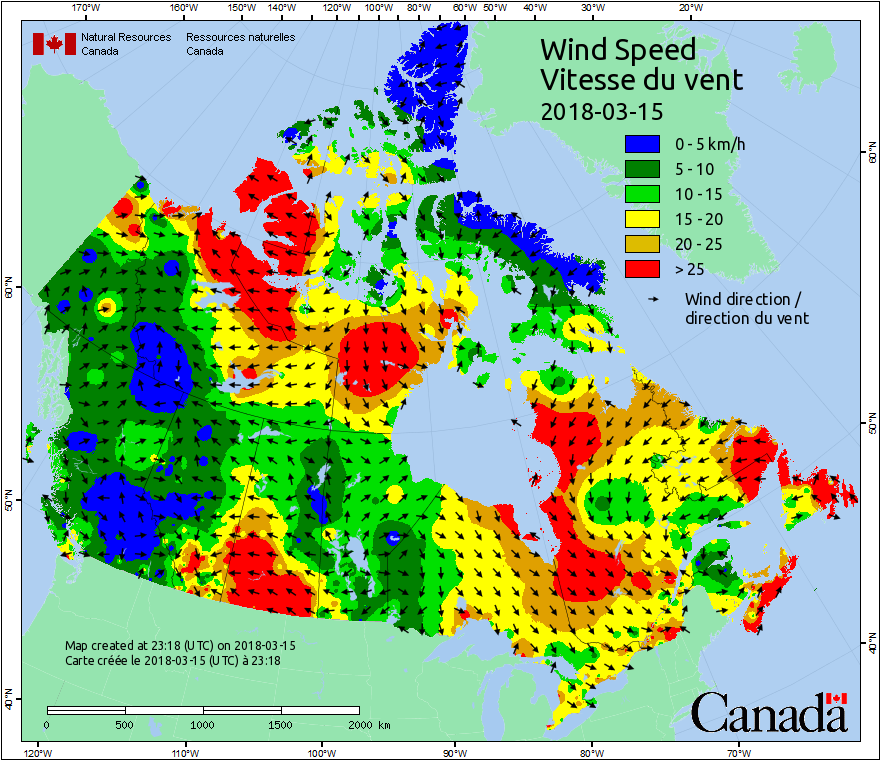 170°W 160°W 150°W 140°W 130°W 120°W 110°W 100°W 90°W 80°W 70°W 60°W 50°W 40°W 30°W 20°W
Natural Resources Canada
Ressources naturelles Canada
Wind Speed
Vitesse du vent
2018-03-15
0 - 5 km/h
5 - 10
10 - 15
15 - 20
20 - 25
> 25
Wind direction /
direction du vent
60°N
50°N
40°N
60°N
50°N
40°N
Map created at 23:18 (UTC) on 2018-03-15
Carte créée le 2018-03-15 (UTC) à 23:18
0 500 1000 1500 2000 km
Canada
120°W 110°W 100°W 90°W 80°W 70°W